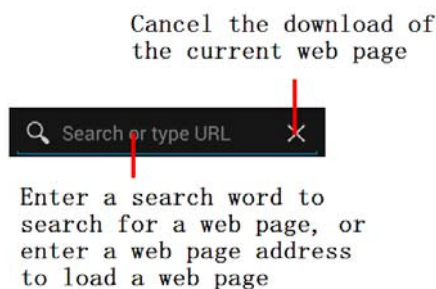 Cancel the download of
the current web page
Search or type URL
Enter a search word to
search for a web page, or
enter a web page address
to load a web page